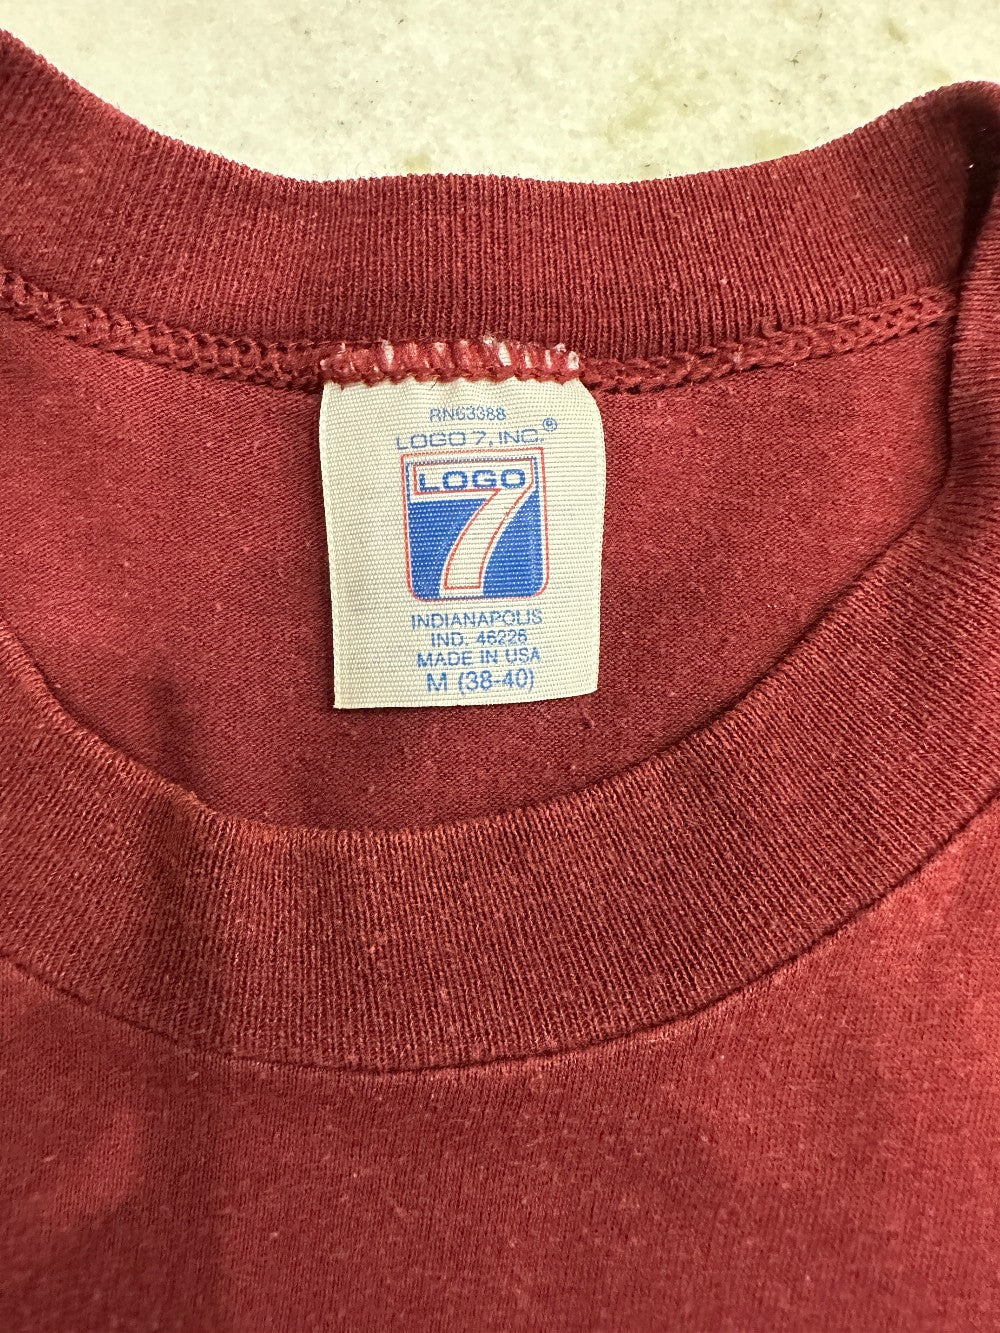 RN63388
LOGO 7, INC.®
LOGO
7
INDIANAPOLIS
IND. 46226
MADE IN USA
M (38-40)